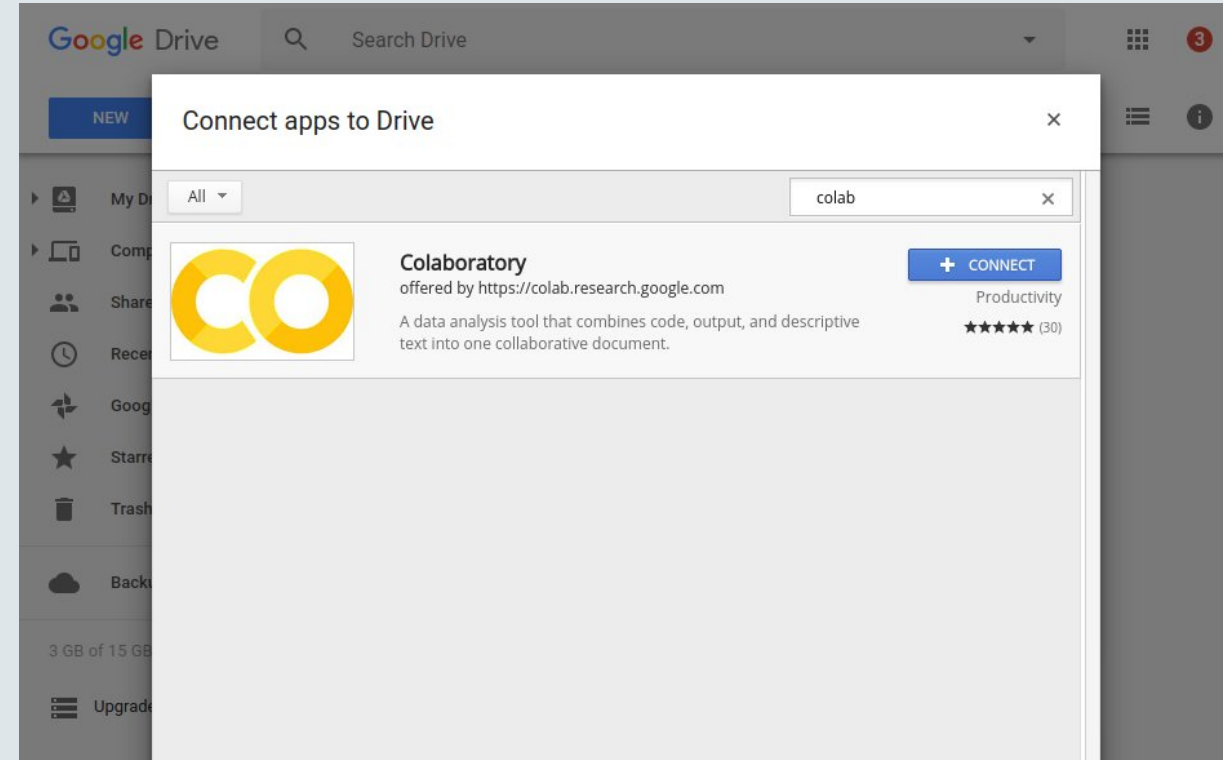 Google Drive
Search Drive
3
NEW
Connect apps to Drive
×
i
All
colab
×
My Dr
Comp
Share
Recen
Goog
Starre
Trash
Backu
3 GB of 15 GB
Upgrade
CO
Colaboratory
offered by https://colab.research.google.com
A data analysis tool that combines code, output, and descriptive
text into one collaborative document.
+ CONNECT
Productivity
★★★★★ (30)